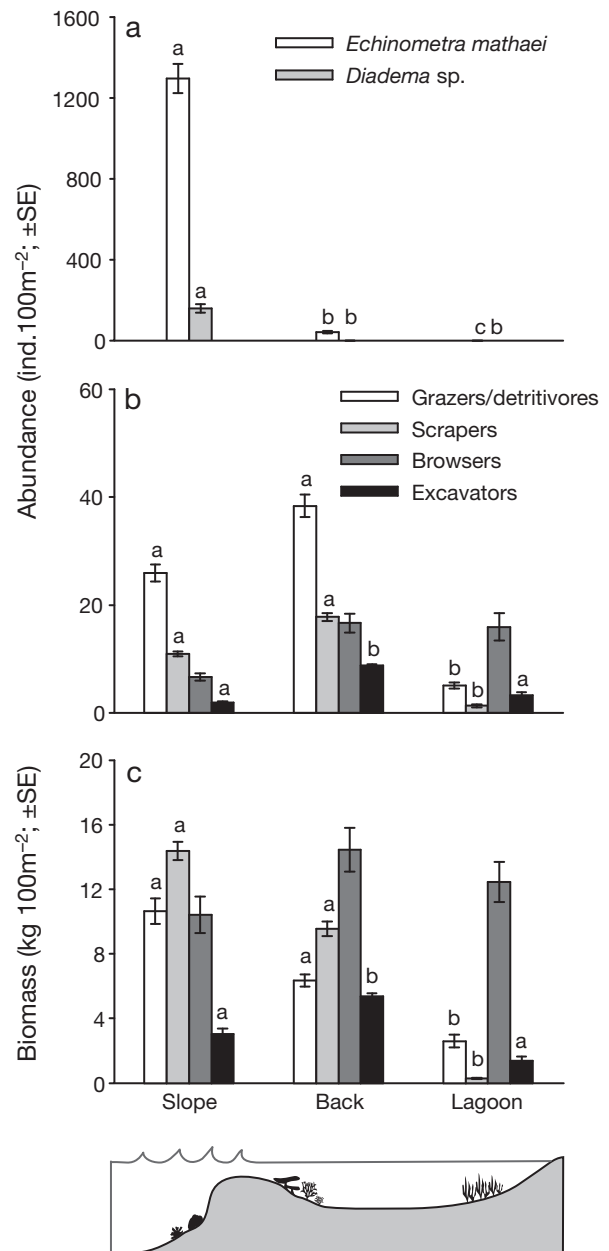 a
Echinometra mathaei
Diadema sp.
1600
1200
800
400
0
a
a
b b
c b
Abundance (ind.100m⁻²; ±SE)
b
Grazers/detritivores
Scrapers
Browsers
Excavators
60
40
20
0
a
a
a
a
a
b
b
b
a
c
Biomass (kg 100m⁻²; ±SE)
20
16
12
8
4
0
a
a
a
a
a
b
b
b
a
Slope
Back
Lagoon